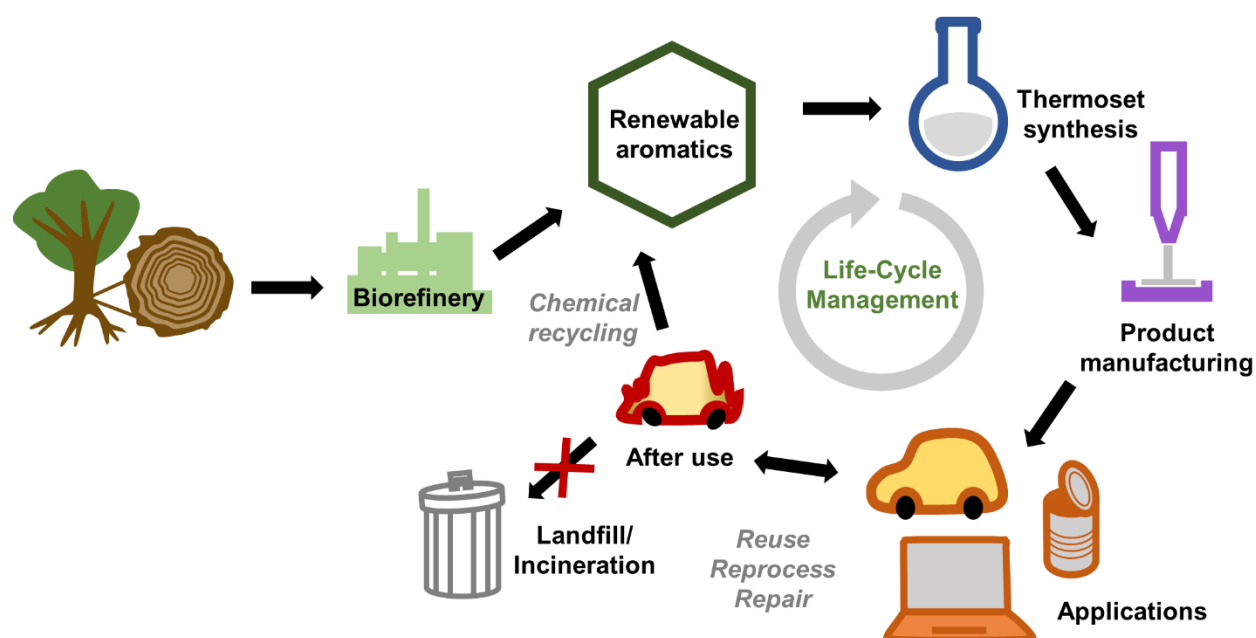 Renewable
aromatics
Thermoset
synthesis
Biorefinery
Chemical
recycling
Life-Cycle
Management
Product
manufacturing
After use
Landfill/
Incineration
Reuse
Reprocess
Repair
Applications